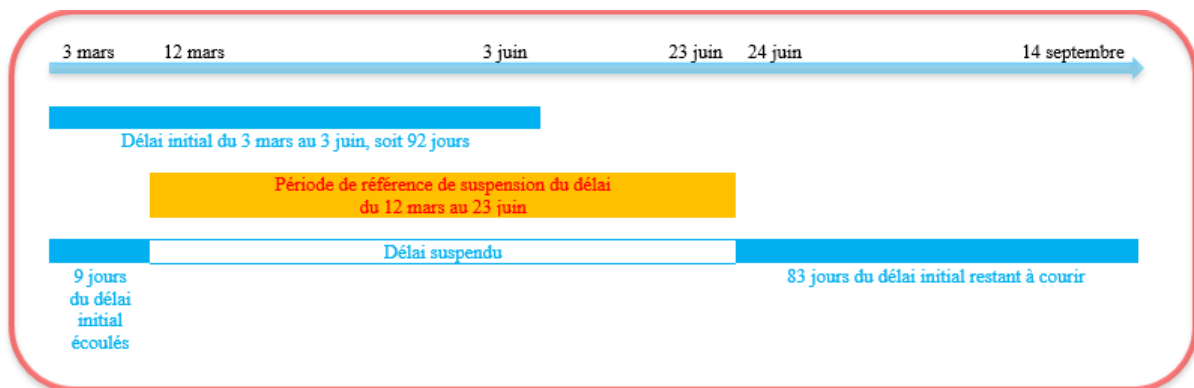 3 mars 12 mars 3 juin 23 juin 24 juin 14 septembre
Délai initial du 3 mars au 3 juin, soit 92 jours
Période de référence de suspension du délai
du 12 mars au 23 juin
Délai suspendu
9 jours
du délai
initial
écoulés
83 jours du délai initial restant à courir